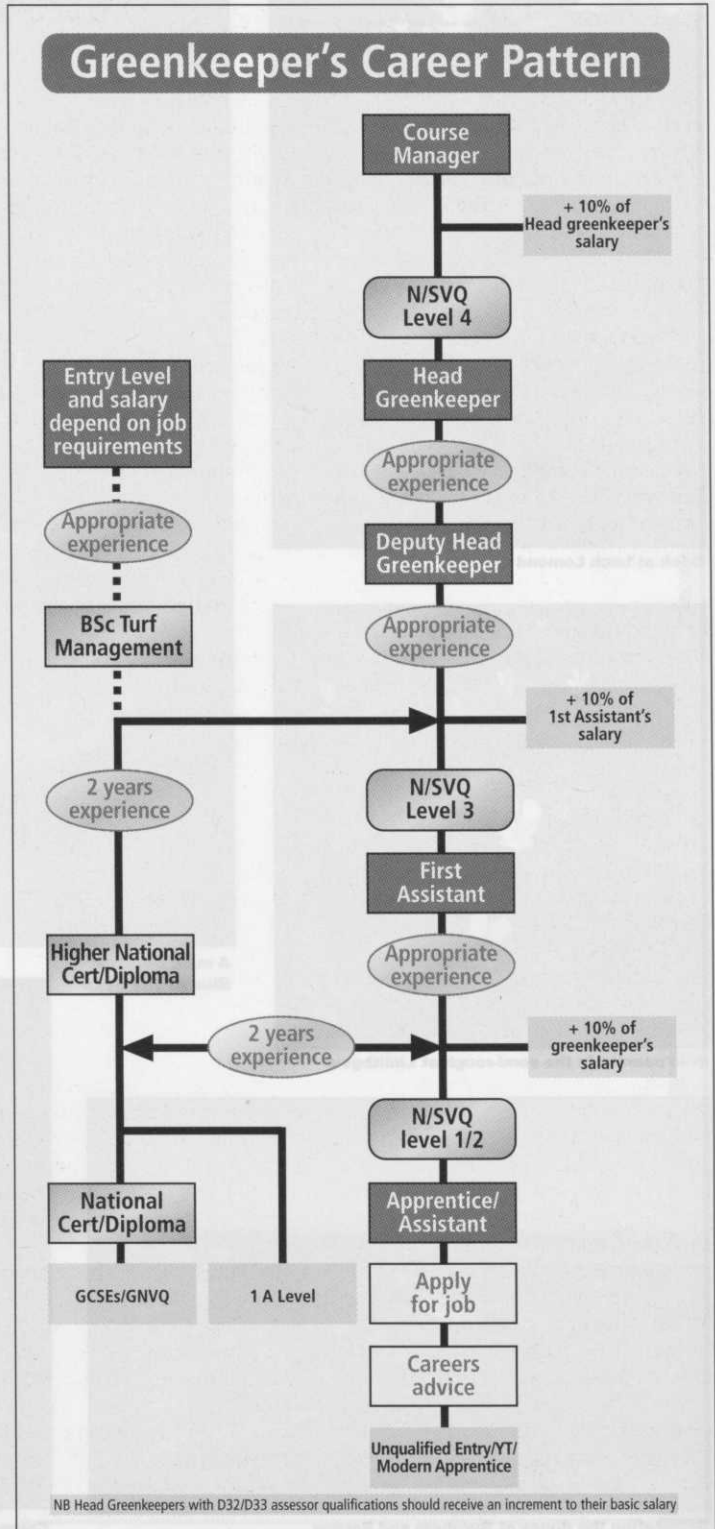 Greenkeeper's Career Pattern
Course
Manager
+ 10% of
Head greenkeeper's
salary
N/SVQ
Level 4
Entry Level
and salary
depend on job
requirements
Head
Greenkeeper
Appropriate
experience
Appropriate
experience
Deputy Head
Greenkeeper
BSc Turf
Management
Appropriate
experience
+ 10% of
1st Assistant's
salary
2 years
experience
N/SVQ
Level 3
First
Assistant
Higher National
Cert/Diploma
Appropriate
experience
2 years
experience
+ 10% of
greenkeeper's
salary
N/SVQ
level 1/2
National
Cert/Diploma
Apprentice/
Assistant
GCSEs/GNVQ
1 A Level
Apply
for job
Careers
advice
Unqualified Entry/YT/
Modern Apprentice
NB Head Greenkeepers with D32/D33 assessor qualifications should receive an increment to their basic salary